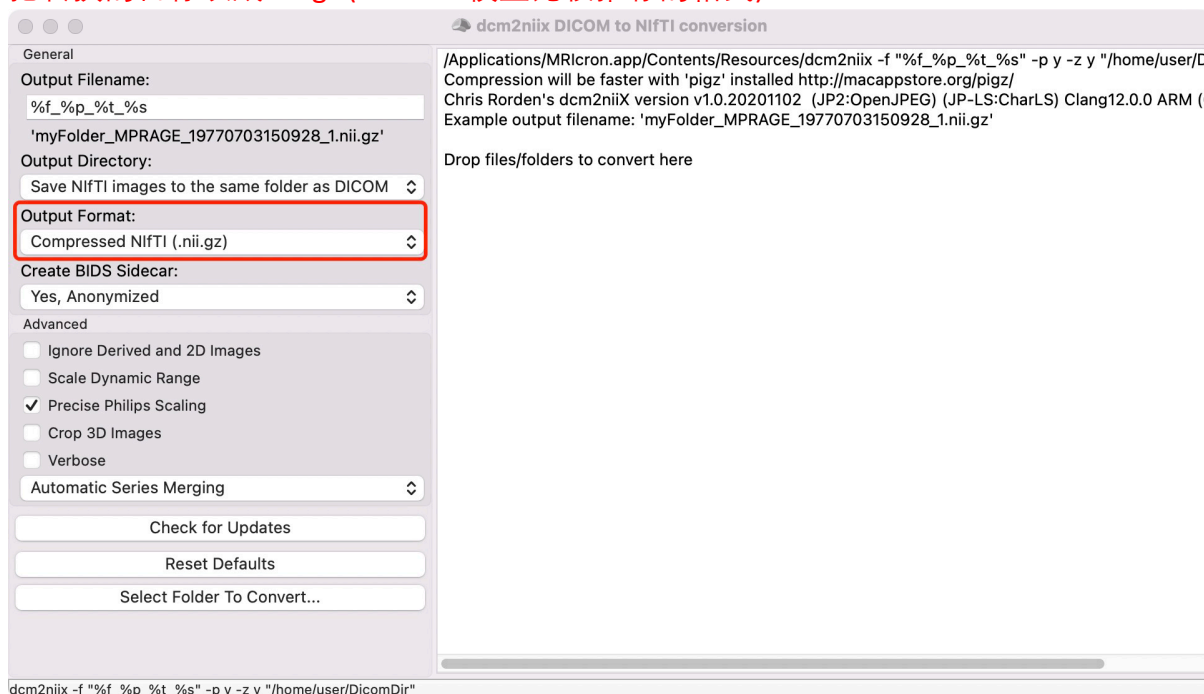 dcm2niix DICOM to NIfTI conversion
General
Output Filename:
%f_%p_%t_%s
'myFolder_MPRAGE_19770703150928_1.nii.gz'
Output Directory:
Save NIfTI images to the same folder as DICOM
Output Format:
Compressed NIfTI (.nii.gz)
Create BIDS Sidecar:
Yes, Anonymized
Advanced
Ignore Derived and 2D Images
Scale Dynamic Range
Precise Philips Scaling
Crop 3D Images
Verbose
Automatic Series Merging
Check for Updates
Reset Defaults
Select Folder To Convert...
/Applications/MRIcron.app/Contents/Resources/dcm2niix -f "%f_%p_%t_%s" -p y -z y "/home/user/D
Compression will be faster with 'pigz' installed http://macappstore.org/pigz/
Chris Rorden's dcm2niiX version v1.0.20201102 (JP2:OpenJPEG) (JP-LS:CharLS) Clang12.0.0 ARM (
Example output filename: 'myFolder_MPRAGE_19770703150928_1.nii.gz'
Drop files/folders to convert here
dcm2niix -f "%f_%p_%t_%s" -p y -z y "/home/user/DicomDir"